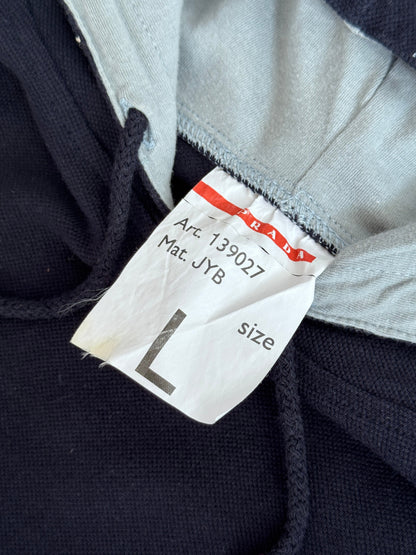 PRADA
Art. 139027
Mat. JYB
size
L